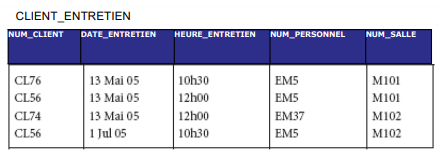 CLIENT_ENTRETIEN
NUM_CLIENT DATE_ENTRETIEN HEURE_ENTRETIEN NUM_PERSONNEL NUM_SALLE
CL76 13 Mai 05 10h30 EM5 M101
CL56 13 Mai 05 12h00 EM5 M101
CL74 13 Mai 05 12h00 EM37 M102
CL56 1 Jul 05 10h30 EM5 M102